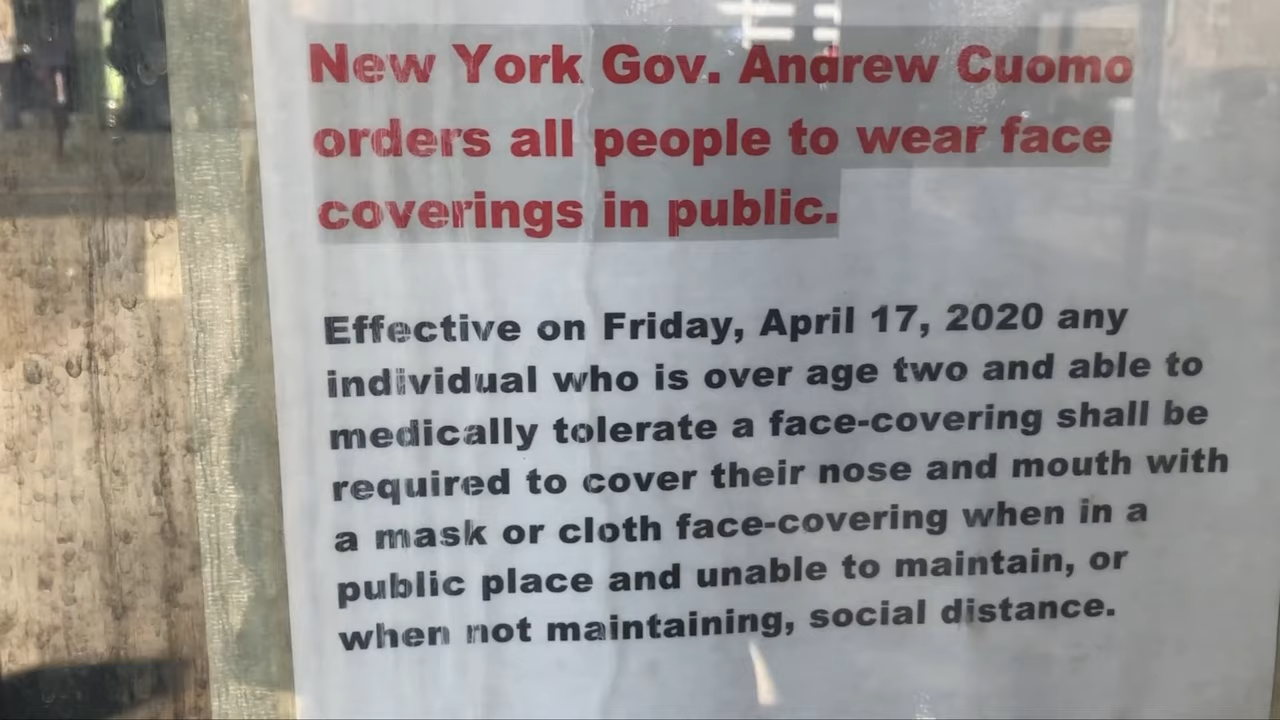 New York Gov. Andrew Cuomo
orders all people to wear face
coverings in public.
Effective on Friday, April 17, 2020 any
individual who is over age two and able to
medically tolerate a face-covering shall be
required to cover their nose and mouth with
a mask or cloth face-covering when in a
public place and unable to maintain, or
when not maintaining, social distance.